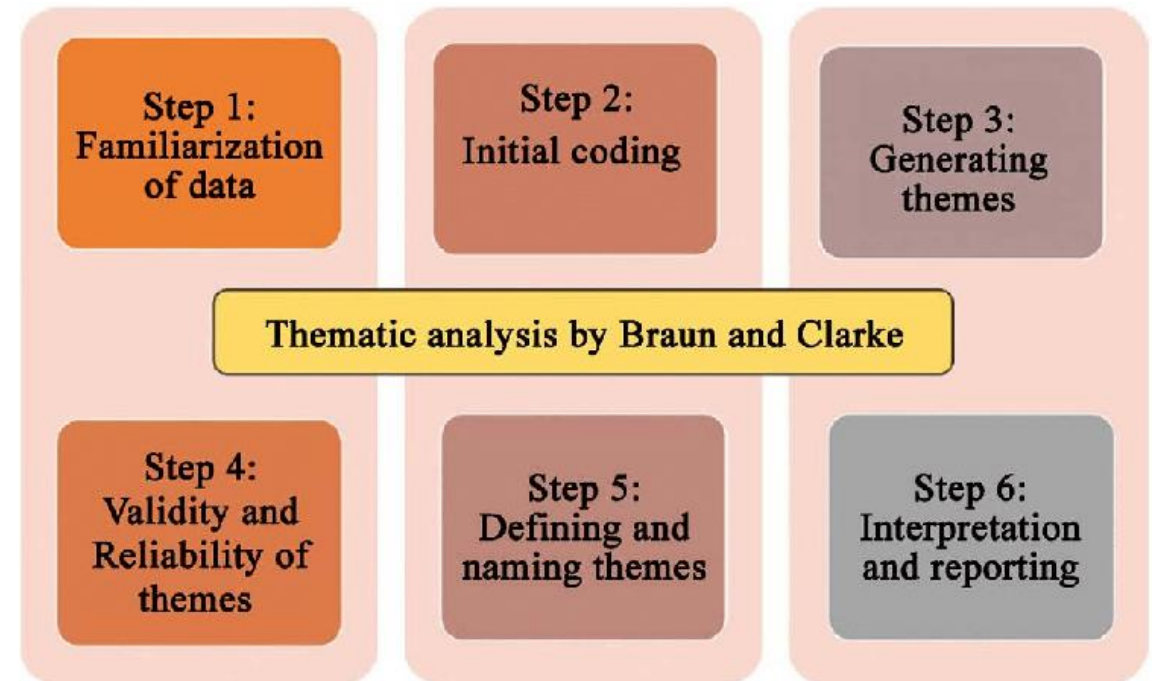 Step 1:
Familiarization
of data
Step 2:
Initial coding
Step 3:
Generating
themes
Thematic analysis by Braun and Clarke
Step 4:
Validity and
Reliability of
themes
Step 5:
Defining and
naming themes
Step 6:
Interpretation
and reporting